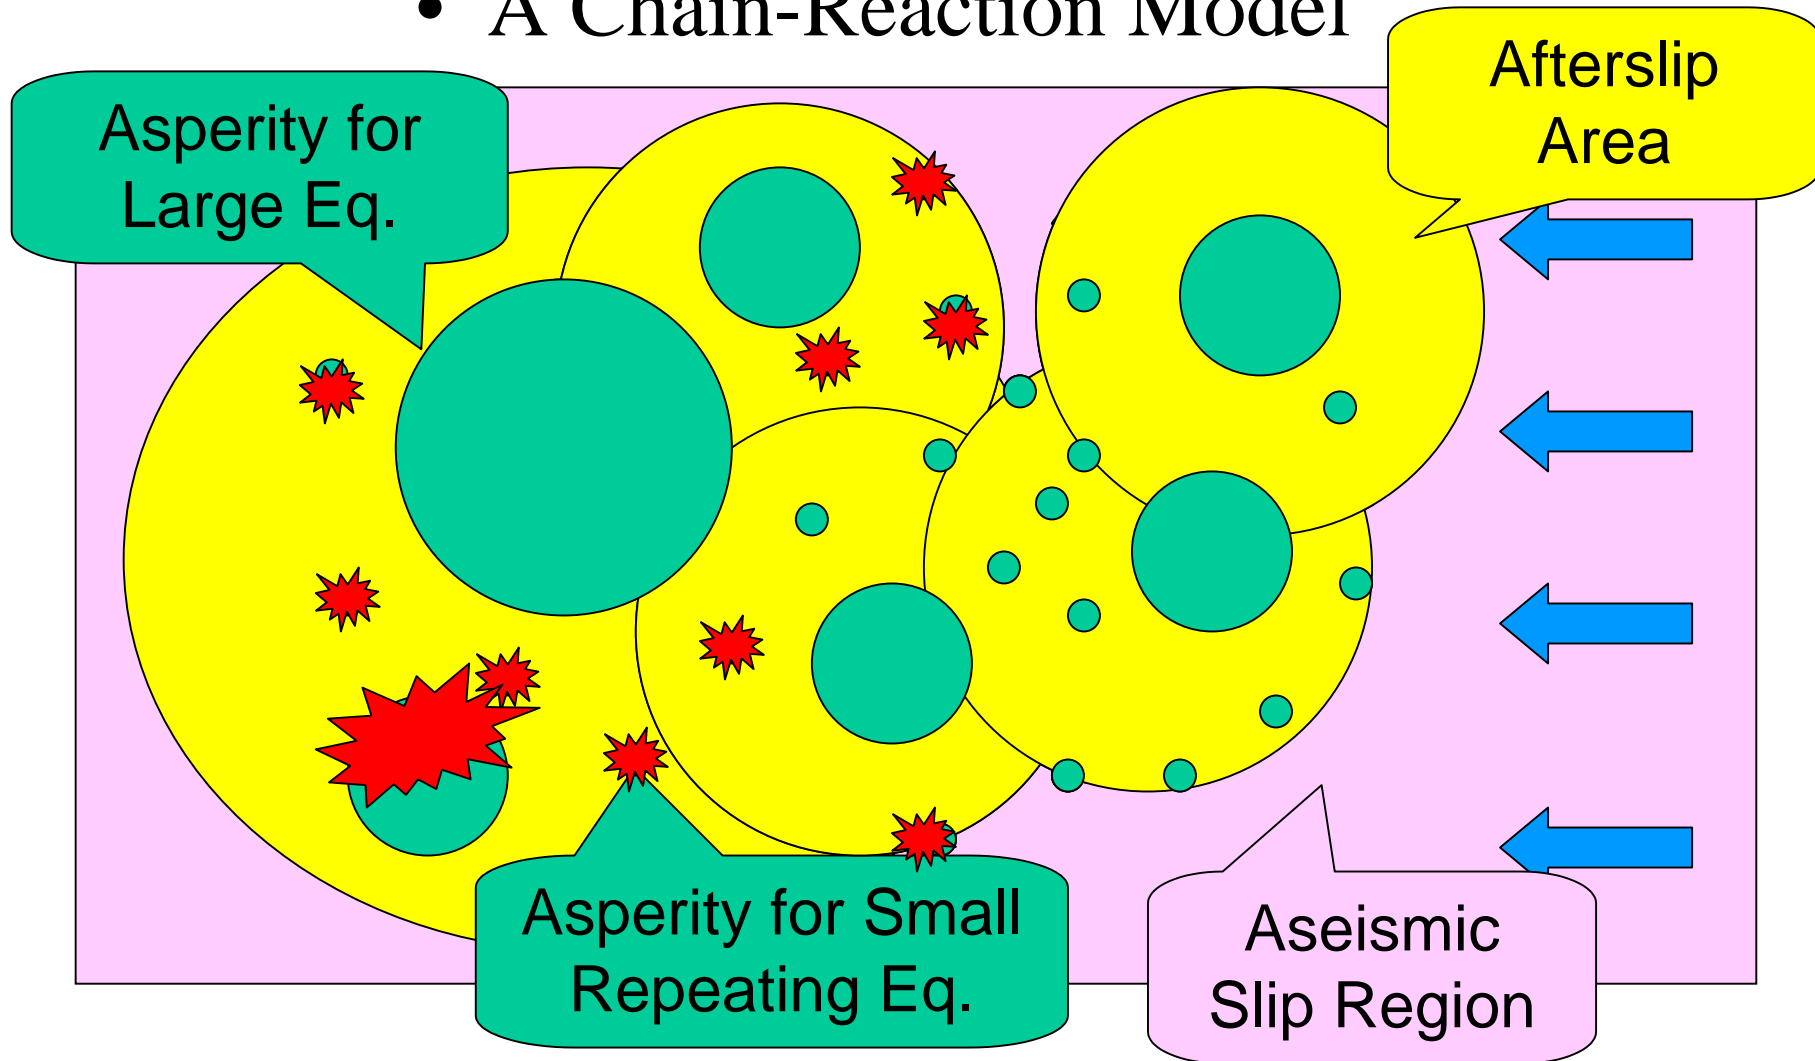 • A Chain-Reaction Model
Afterslip
Area
Asperity for
Large Eq.
Asperity for Small
Repeating Eq.
Aseismic
Slip Region